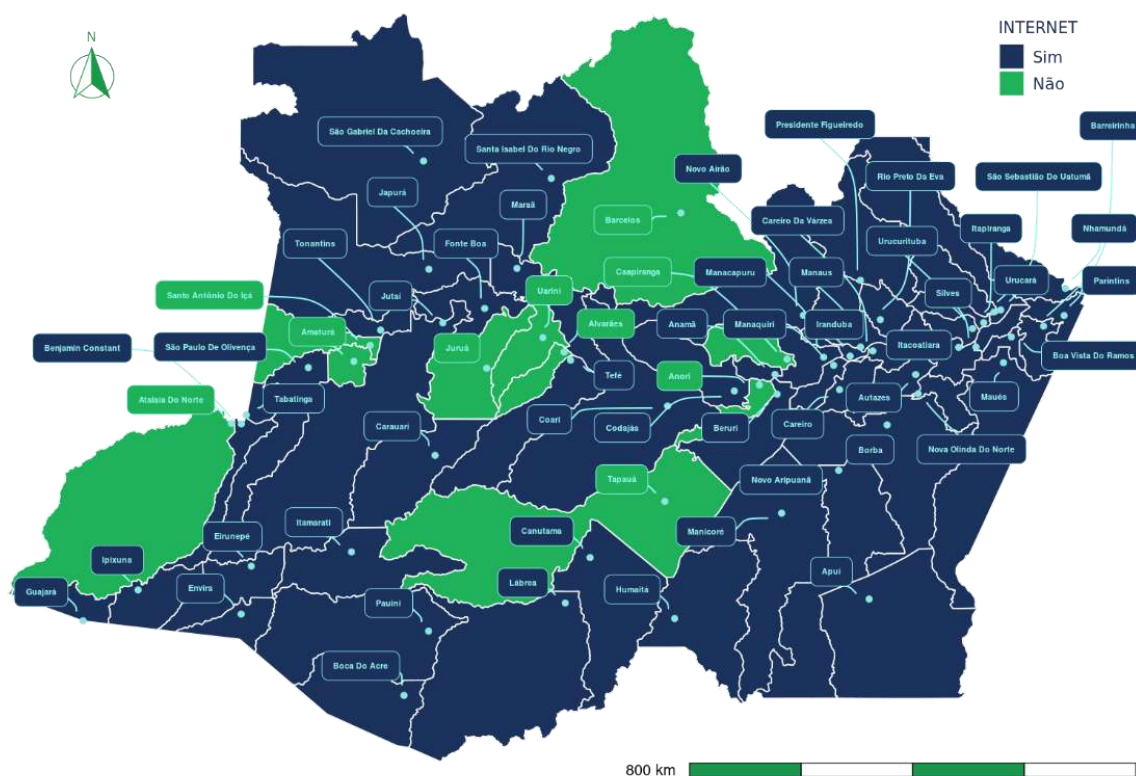 N
INTERNET
Sim
Não
Presidente Figueiredo
Barreirinha
São Gabriel Da Cachoeira
Santa Isabel Do Rio Negro
Novo Airão
Rio Preto Da Eva
São Sebastião Do Uatumã
Japurá
Maraã
Barcelos
Careiro Da Várzea
Itapiranga
Nhamundá
Tonantins
Fonte Boa
Urucurituba
Caapiranga
Manacapuru
Manaus
Urucará
Parintins
Santo Antônio Do Içá
Jutaí
Uarini
Silves
Amaturá
Alvarães
Anamã
Manaquiri
Iranduba
Benjamin Constant
São Paulo De Olivença
Juruá
Itacoatiara
Boa Vista Do Ramos
Tefé
Anori
Atalaia Do Norte
Tabatinga
Autazes
Maués
Carauari
Coari
Codajás
Beruri
Careiro
Borba
Nova Olinda Do Norte
Tapauá
Novo Aripuanã
Itamarati
Canutama
Manicoré
Eirunepé
Ipixuna
Apuí
Guajará
Envira
Lábrea
Humaitá
Pauini
Boca Do Acre
800 km